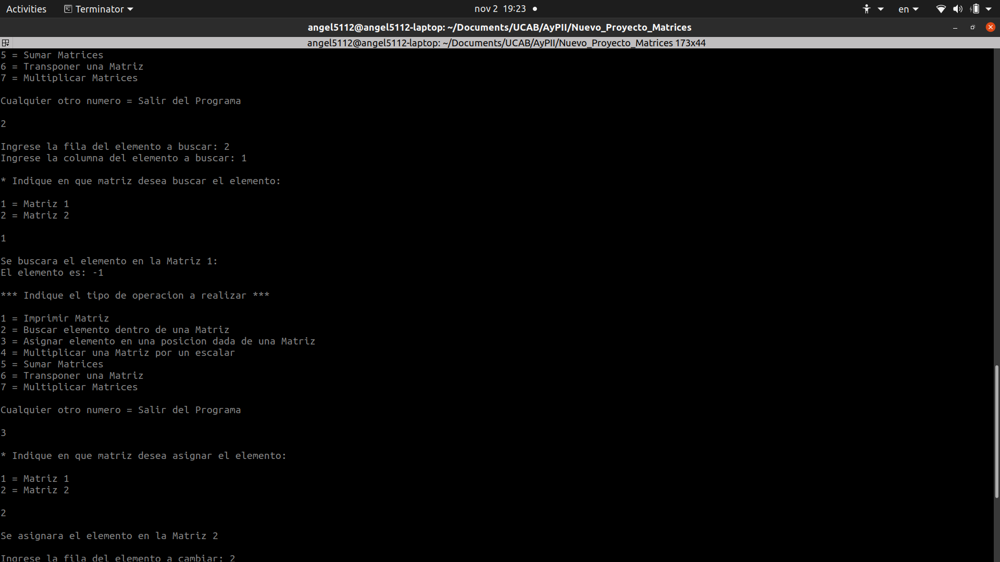 Activities Terminator nov 2 19:23 en
angel5112@angel5112-laptop: ~/Documents/UCAB/AyPII/Nuevo_Proyecto_Matrices
angel5112@angel5112-laptop: ~/Documents/UCAB/AyPII/Nuevo_Proyecto_Matrices 173x44
5 = Sumar Matrices
6 = Transponer una Matriz
7 = Multiplicar Matrices
Cualquier otro numero = Salir del Programa
2
Ingrese la fila del elemento a buscar: 2
Ingrese la columna del elemento a buscar: 1
* Indique en que matriz desea buscar el elemento:
1 = Matriz 1
2 = Matriz 2
1
Se buscara el elemento en la Matriz 1:
El elemento es: -1
*** Indique el tipo de operacion a realizar ***
1 = Imprimir Matriz
2 = Buscar elemento dentro de una Matriz
3 = Asignar elemento en una posicion dada de una Matriz
4 = Multiplicar una Matriz por un escalar
5 = Sumar Matrices
6 = Transponer una Matriz
7 = Multiplicar Matrices
Cualquier otro numero = Salir del Programa
3
* Indique en que matriz desea asignar el elemento:
1 = Matriz 1
2 = Matriz 2
2
Se asignara el elemento en la Matriz 2
Ingrese la fila del elemento a cambiar: 2